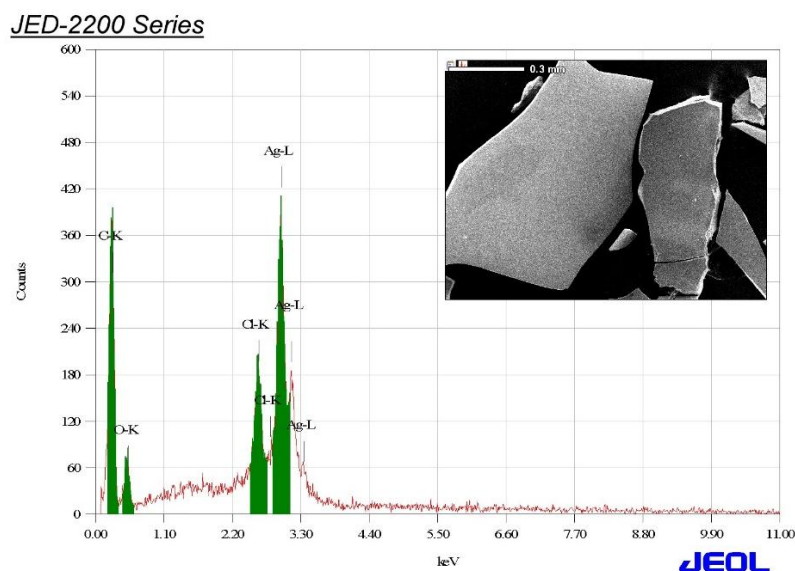 JED-2200 Series
600
540
480
420
360
300
240
180
120
60
0
Counts
C-K
O-K
Cl-K
Cl-K
Ag-L
Ag-L
Ag-L
0.3 mm
0.00 1.10 2.20 3.30 4.40 5.50 6.60 7.70 8.80 9.90 11.00
keV
JEOL